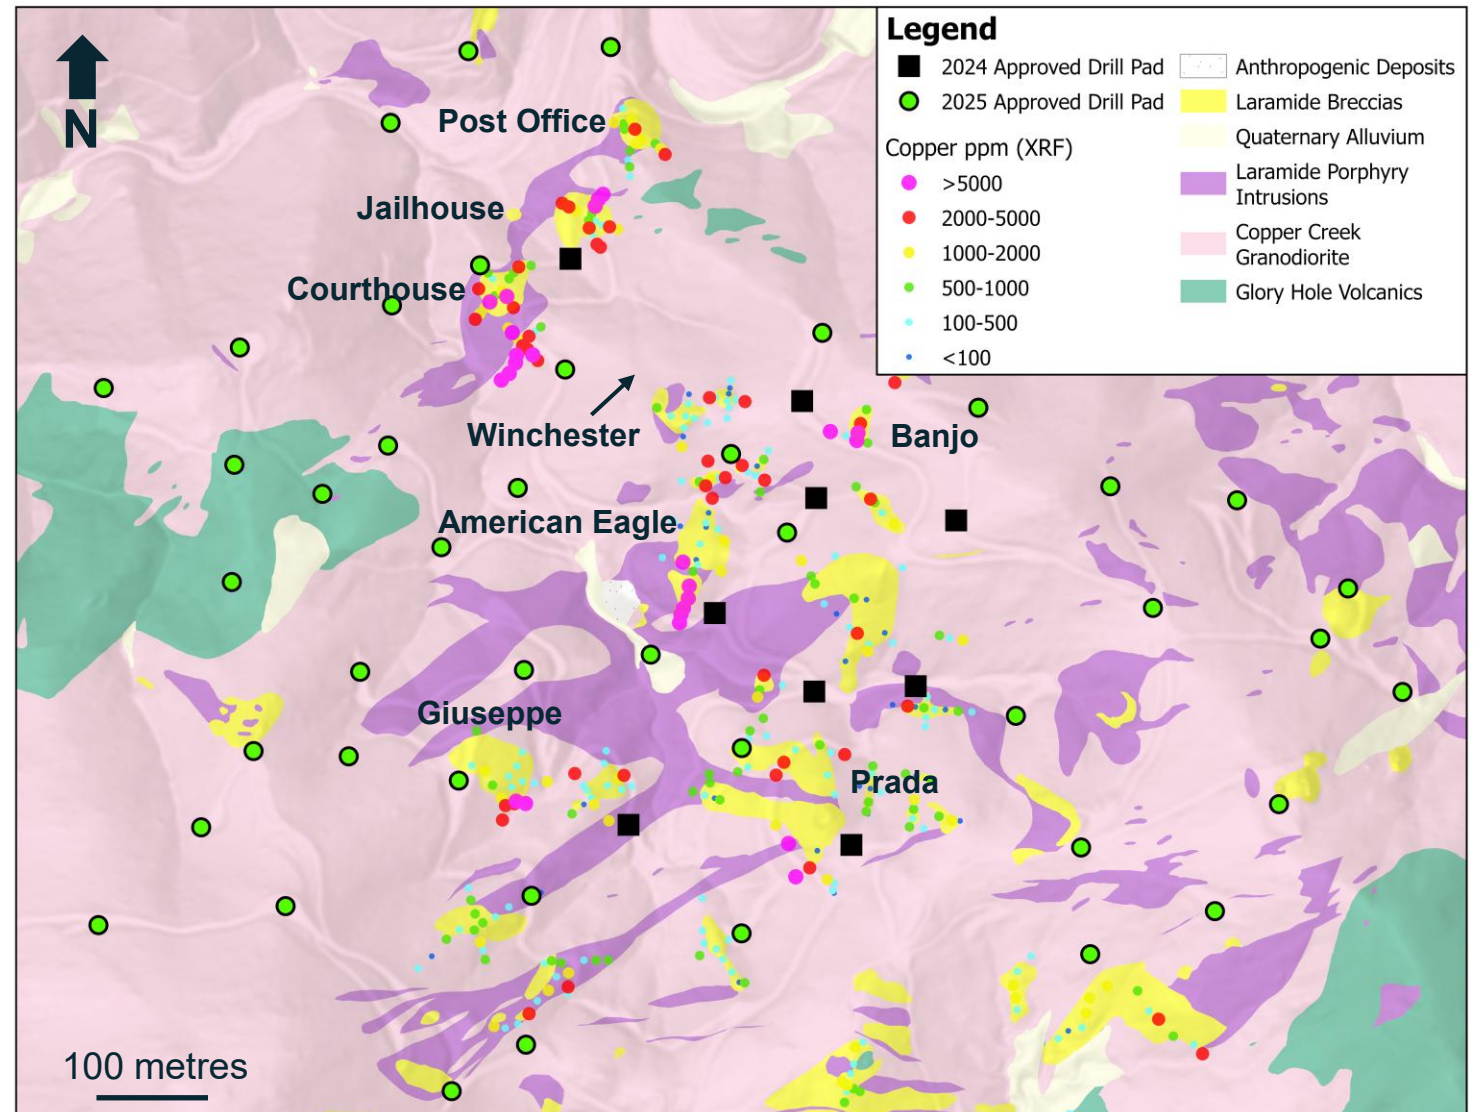 Legend
2024 Approved Drill Pad
2025 Approved Drill Pad
Copper ppm (XRF)
>5000
2000-5000
1000-2000
500-1000
100-500
<100
Anthropogenic Deposits
Laramide Breccias
Quaternary Alluvium
Laramide Porphyry
Intrusions
Copper Creek
Granodiorite
Glory Hole Volcanics
N
Post Office
Jailhouse
Courthouse
Winchester
Banjo
American Eagle
Giuseppe
Prada
100 metres